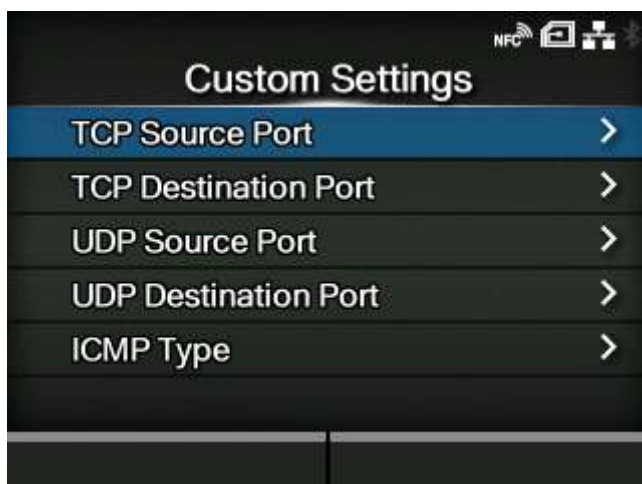 NFC
Custom Settings
TCP Source Port
TCP Destination Port
UDP Source Port
UDP Destination Port
ICMP Type